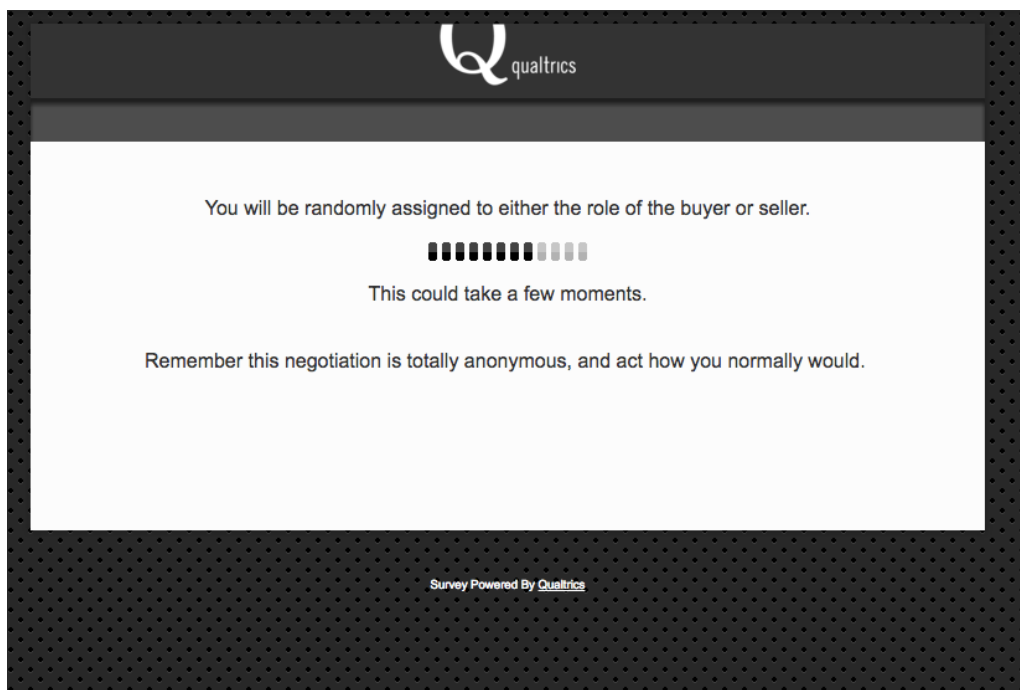 Q qualtrics
You will be randomly assigned to either the role of the buyer or seller.
This could take a few moments.
Remember this negotiation is totally anonymous, and act how you normally would.
Survey Powered By Qualtrics